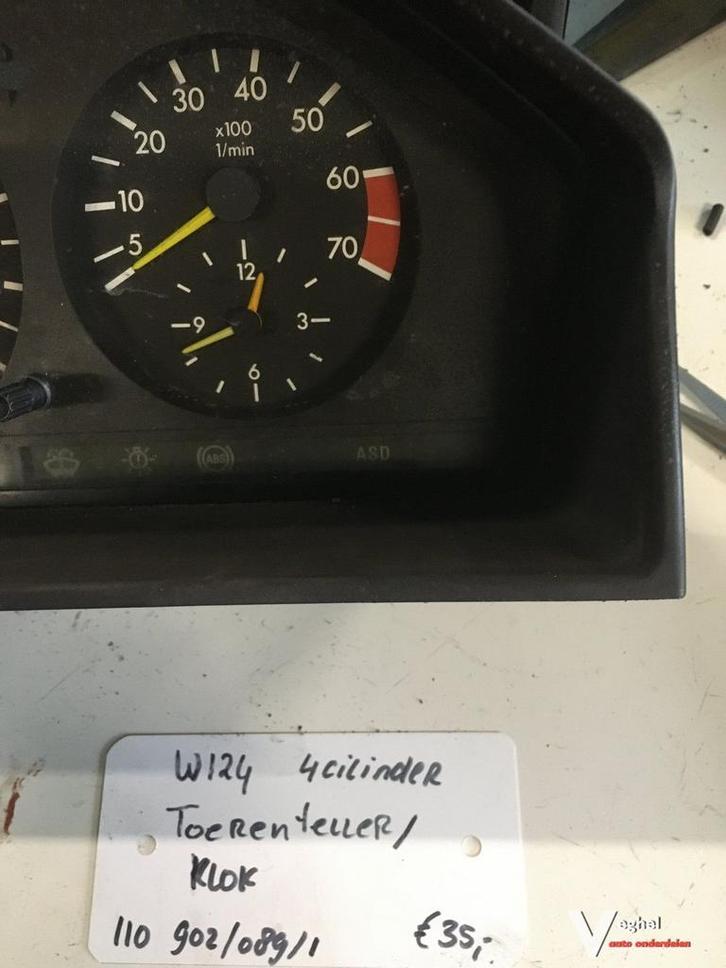 40
30
50
20
x100
1/min
60
10
5
70
12
9
3
6
ABS
ASD
W124 4cilinder
Toerenteller/
Klok
110 902/089/1 €35,-
Veghel
auto onderdelen